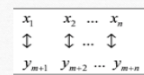 x₁ x₂ ... xₙ
↕ ↕ ... ↕
yₘ₊₁ yₘ₊₂ ... yₘ₊ₙ